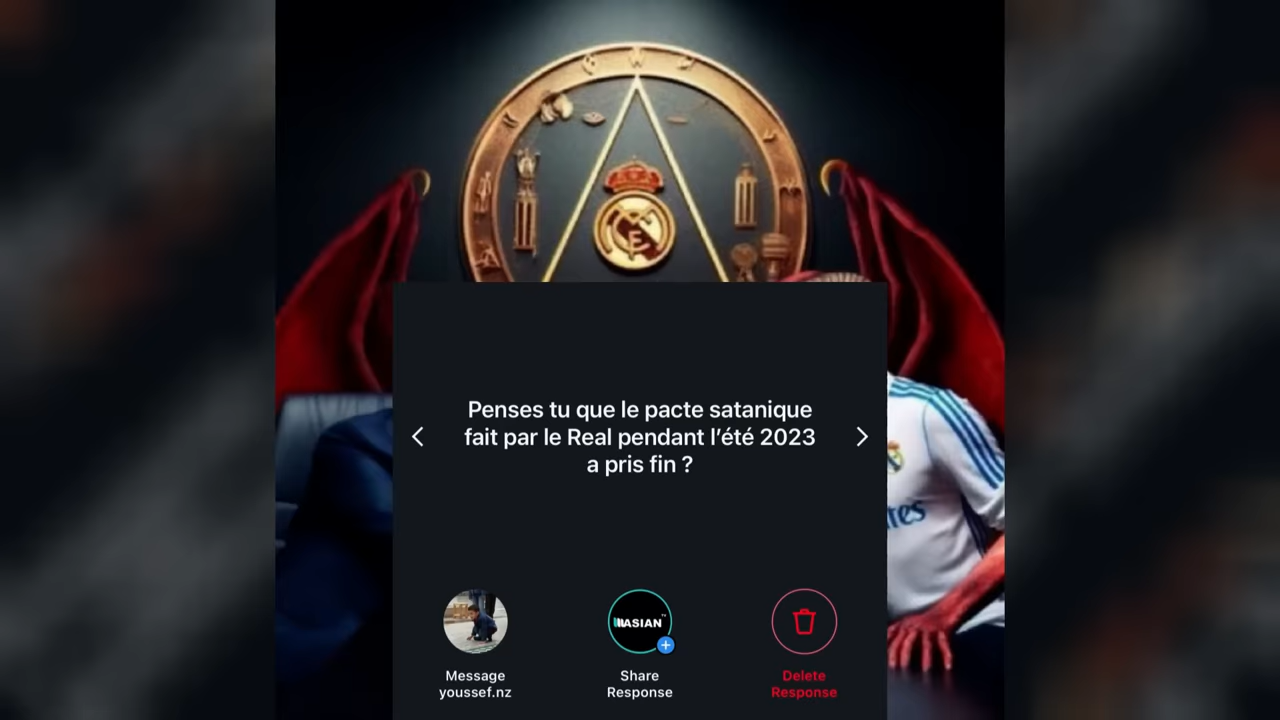 Penses tu que le pacte satanique
fait par le Real pendant l’été 2023
a pris fin ?
ASIAN
Message
youssef.nz
Share
Response
Delete
Response